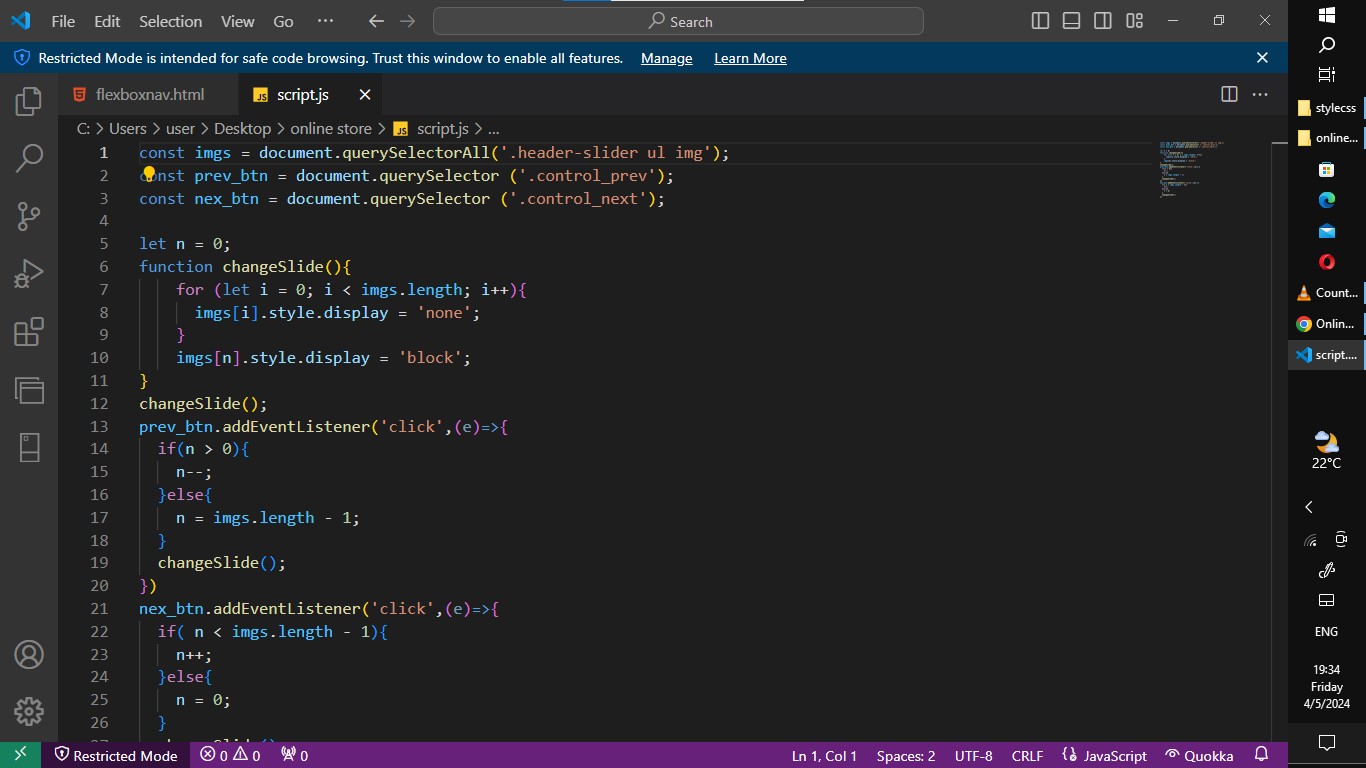 File Edit Selection View Go ··· Search
Restricted Mode is intended for safe code browsing. Trust this window to enable all features. Manage Learn More
flexboxnav.html JS script.js
C: > Users > user > Desktop > online store > JS script.js > ...
1 const imgs = document.querySelectorAll('.header-slider ul img');
2 const prev_btn = document.querySelector ('.control_prev');
3 const nex_btn = document.querySelector ('.control_next');
4
5 let n = 0;
6 function changeSlide(){
7 for (let i = 0; i < imgs.length; i++){
8 imgs[i].style.display = 'none';
9 }
10 imgs[n].style.display = 'block';
11 }
12 changeSlide();
13 prev_btn.addEventListener('click',(e)=>{
14 if(n > 0){
15 n--;
16 }else{
17 n = imgs.length - 1;
18 }
19 changeSlide();
20 })
21 nex_btn.addEventListener('click',(e)=>{
22 if( n < imgs.length - 1){
23 n++;
24 }else{
25 n = 0;
26 }
Restricted Mode 0 0 0 Ln 1, Col 1 Spaces: 2 UTF-8 CRLF {} JavaScript Quokka
stylecss
online...
Count...
Onlin...
script....
22°C
ENG
19:34
Friday
4/5/2024